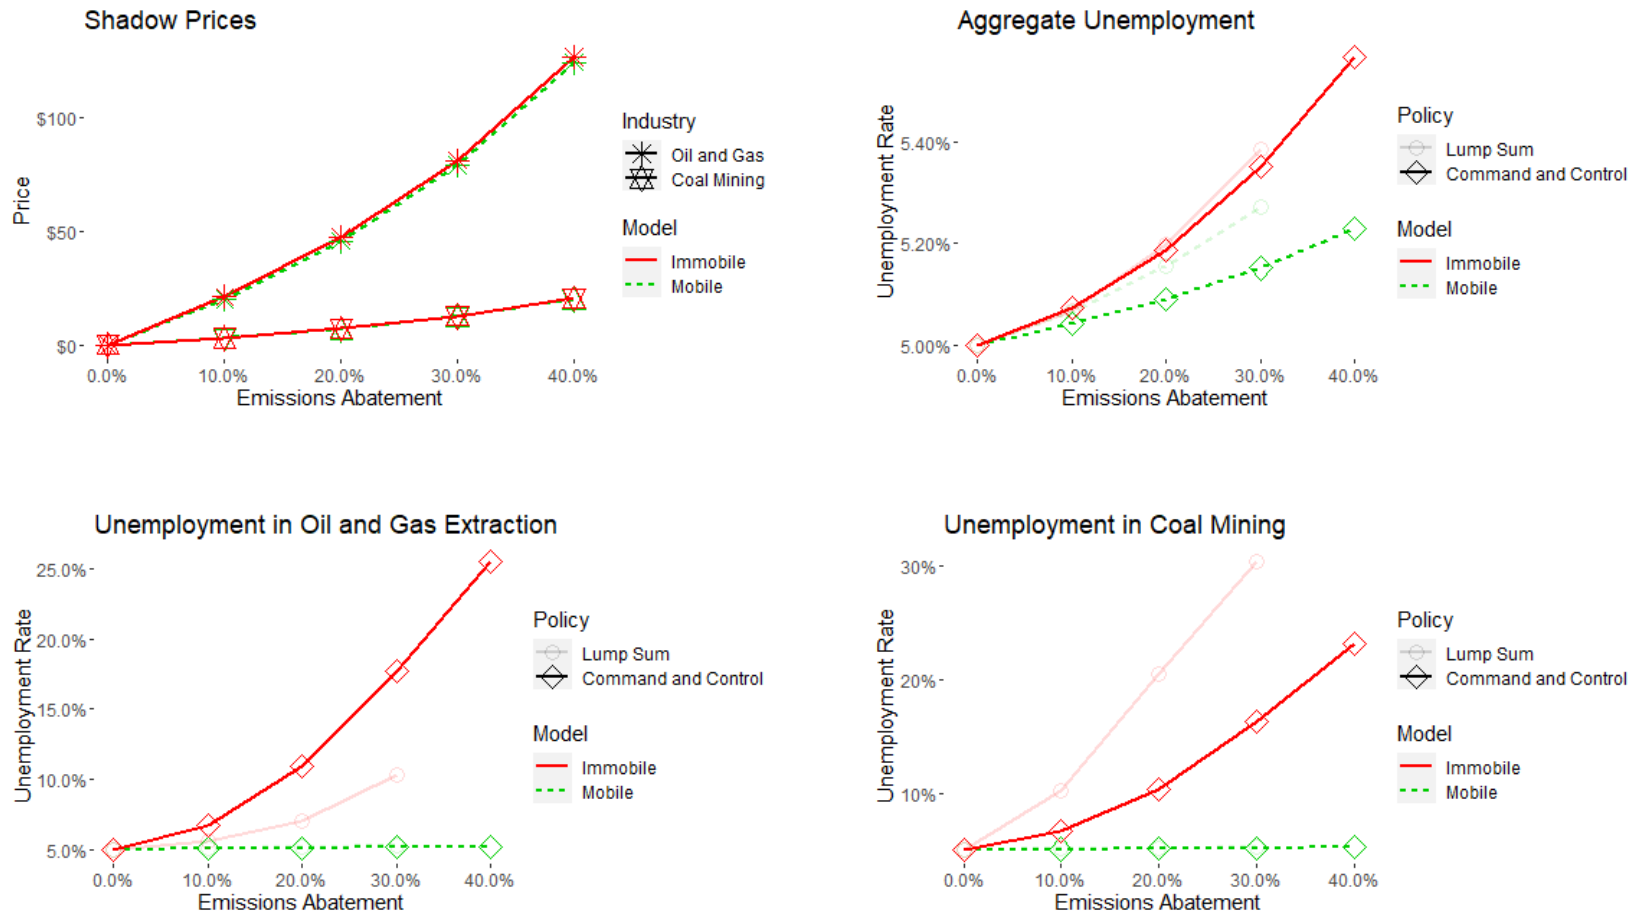 Shadow Prices
Price
$100
$50
$0
0.0%
10.0%
20.0%
30.0%
40.0%
Emissions Abatement
Industry
Oil and Gas
Coal Mining
Model
Immobile
Mobile
Aggregate Unemployment
Unemployment Rate
5.40%
5.20%
5.00%
0.0%
10.0%
20.0%
30.0%
40.0%
Emissions Abatement
Policy
Lump Sum
Command and Control
Model
Immobile
Mobile
Unemployment in Oil and Gas Extraction
Unemployment Rate
25.0%
20.0%
15.0%
10.0%
5.0%
0.0%
10.0%
20.0%
30.0%
40.0%
Emissions Abatement
Policy
Lump Sum
Command and Control
Model
Immobile
Mobile
Unemployment in Coal Mining
Unemployment Rate
30%
20%
10%
0.0%
10.0%
20.0%
30.0%
40.0%
Emissions Abatement
Policy
Lump Sum
Command and Control
Model
Immobile
Mobile